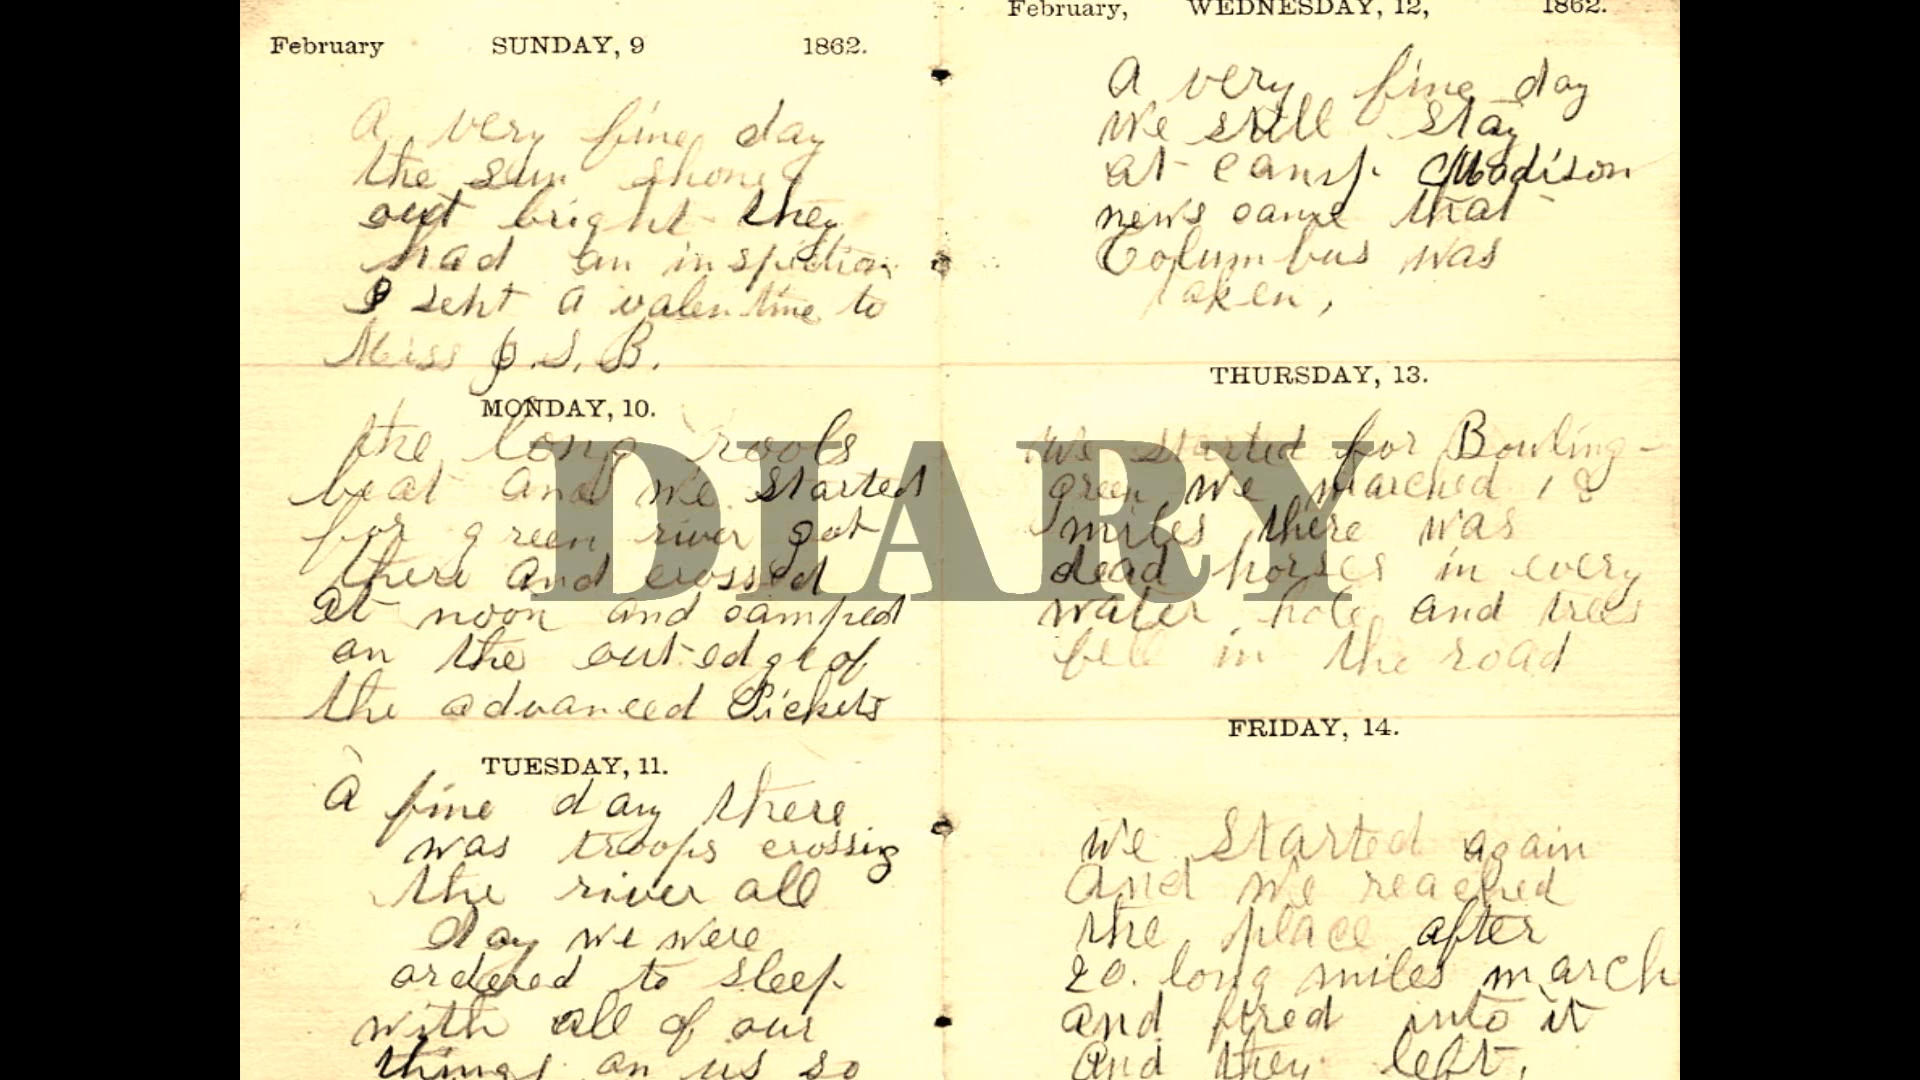 February SUNDAY, 9 1862.
A very fine day
the sun shone
out bright they
had an inspection
I sent a valentine to
Miss J. S. B.
MONDAY, 10.
the long rools
beat and we started
for green river got
there and crossed
at noon and camped
on the out edge of
the advanced Pickets
TUESDAY, 11.
A fine day there
was troops crossing
the river all
day we were
ordered to sleep
with all of our
things on us so
February, WEDNESDAY, 12, 1862.
A very fine day
we still stay
at camp. Madison
news came that
Columbus was
taken,
THURSDAY, 13.
We started for Bowling-
green we marched 18
miles there was
dead horses in every
water hole and trees
fell in the road
FRIDAY, 14.
We started again
and we reached
the place after
20. long miles march
and fired into it
and they left,
DIARY